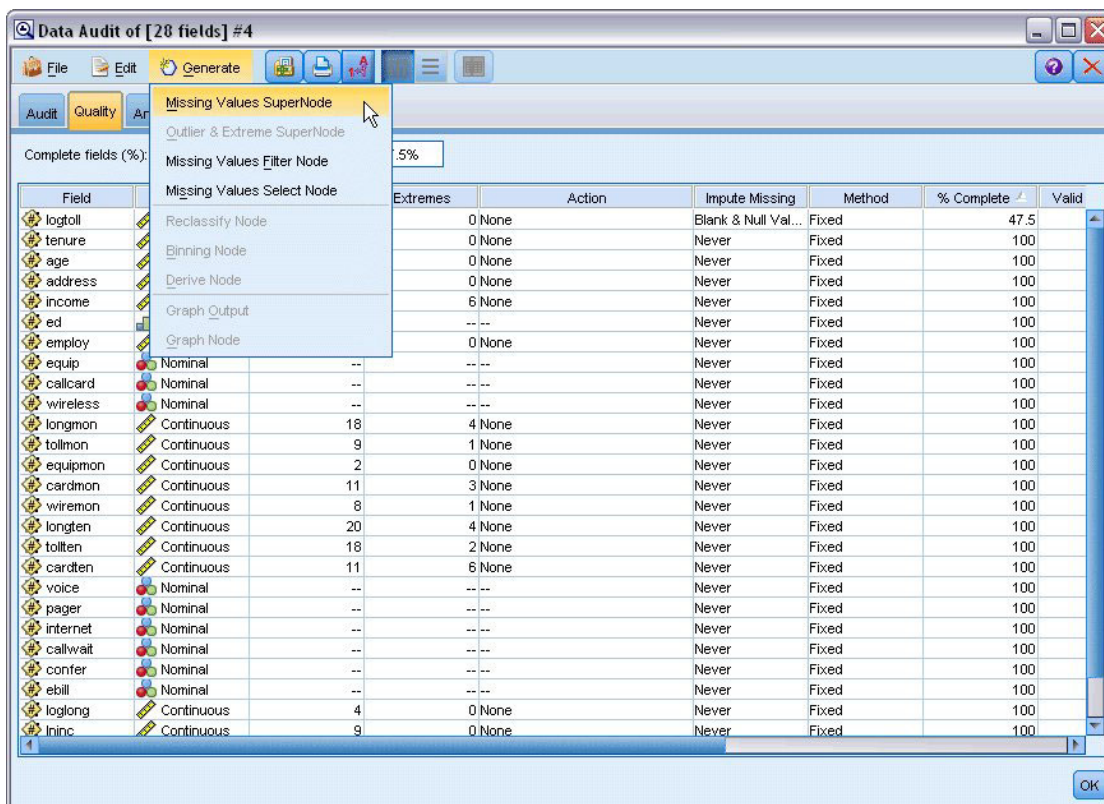 Data Audit of [28 fields] #4
File Edit Generate
Audit Quality An
Missing Values SuperNode
Outlier & Extreme SuperNode
Missing Values Filter Node
Missing Values Select Node
Reclassify Node
Binning Node
Derive Node
Graph Output
Graph Node
Complete fields (%): .5%
Field Extremes Action Impute Missing Method % Complete Valid
logtoll 0 None Blank & Null Val... Fixed 47.5
tenure 0 None Never Fixed 100
age 0 None Never Fixed 100
address 0 None Never Fixed 100
income 6 None Never Fixed 100
ed -- -- Never Fixed 100
employ 0 None Never Fixed 100
equip Nominal -- -- -- Never Fixed 100
callcard Nominal -- -- -- Never Fixed 100
wireless Nominal -- -- -- Never Fixed 100
longmon Continuous 18 4 None Never Fixed 100
tollmon Continuous 9 1 None Never Fixed 100
equipmon Continuous 2 0 None Never Fixed 100
cardmon Continuous 11 3 None Never Fixed 100
wiremon Continuous 8 1 None Never Fixed 100
longten Continuous 20 4 None Never Fixed 100
tollten Continuous 18 2 None Never Fixed 100
cardten Continuous 11 6 None Never Fixed 100
voice Nominal -- -- -- Never Fixed 100
pager Nominal -- -- -- Never Fixed 100
internet Nominal -- -- -- Never Fixed 100
callwait Nominal -- -- -- Never Fixed 100
confer Nominal -- -- -- Never Fixed 100
ebill Nominal -- -- -- Never Fixed 100
loglong Continuous 4 0 None Never Fixed 100
lninc Continuous 9 0 None Never Fixed 100
OK